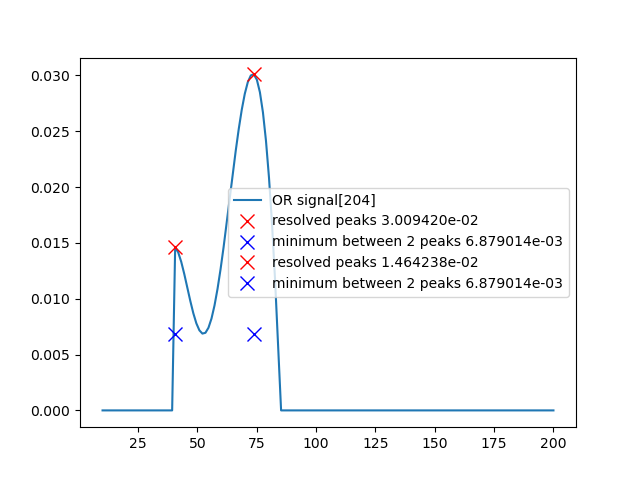 0.030
0.025
0.020
0.015
0.010
0.005
0.000
OR signal[204]
resolved peaks 3.009420e-02
minimum between 2 peaks 6.879014e-03
resolved peaks 1.464238e-02
minimum between 2 peaks 6.879014e-03
25 50 75 100 125 150 175 200